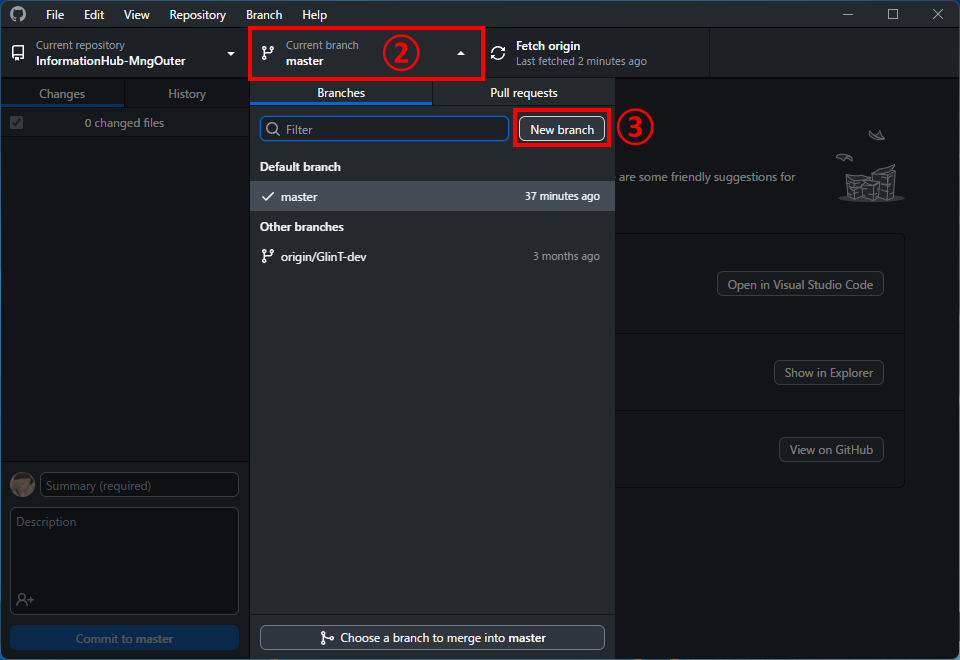 File Edit View Repository Branch Help
Current repository
InformationHub-MngOuter
Current branch
master
②
Fetch origin
Last fetched 2 minutes ago
Changes History
0 changed files
Branches Pull requests
Filter
New branch
③
Default branch
master 37 minutes ago
Other branches
origin/GlinT-dev 3 months ago
are some friendly suggestions for
Open in Visual Studio Code
Show in Explorer
View on GitHub
Summary (required)
Description
Commit to master
Choose a branch to merge into master